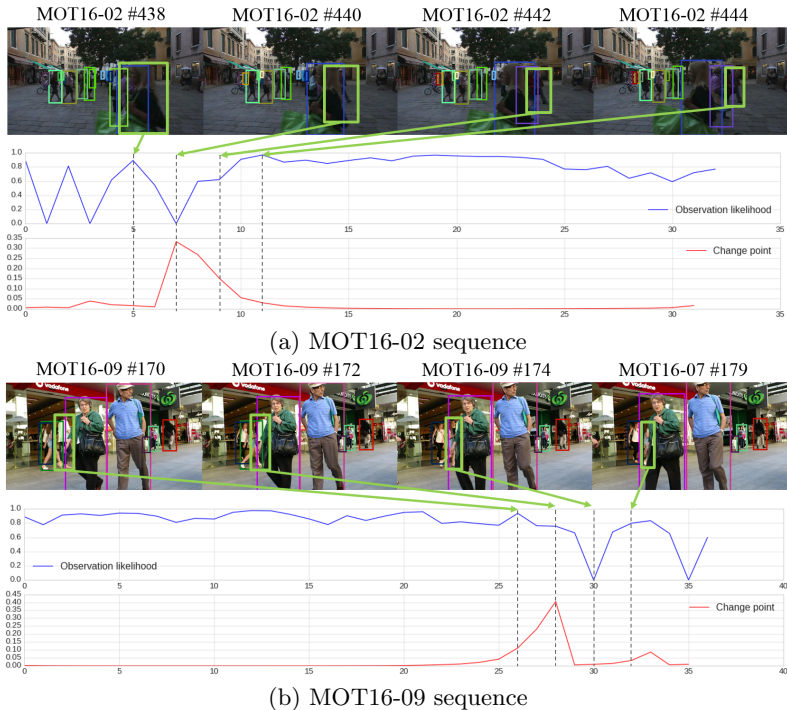 MOT16-02 #438 MOT16-02 #440 MOT16-02 #442 MOT16-02 #444
1.0
0.8
0.6
0.4
0.2
0.0
Observation likelihood
0 5 10 15 20 25 30 35
0.35
0.30
0.25
0.20
0.15
0.10
0.05
0.00
Change point
0 5 10 15 20 25 30 35
(a) MOT16-02 sequence
MOT16-09 #170 MOT16-09 #172 MOT16-09 #174 MOT16-07 #179
vodafone vodafone vodafone vodafone
1.0
0.8
0.6
0.4
0.2
0.0
Observation likelihood
0 5 10 15 20 25 30 35 40
0.45
0.40
0.35
0.30
0.25
0.20
0.15
0.10
0.05
0.00
Change point
0 5 10 15 20 25 30 35 40
(b) MOT16-09 sequence